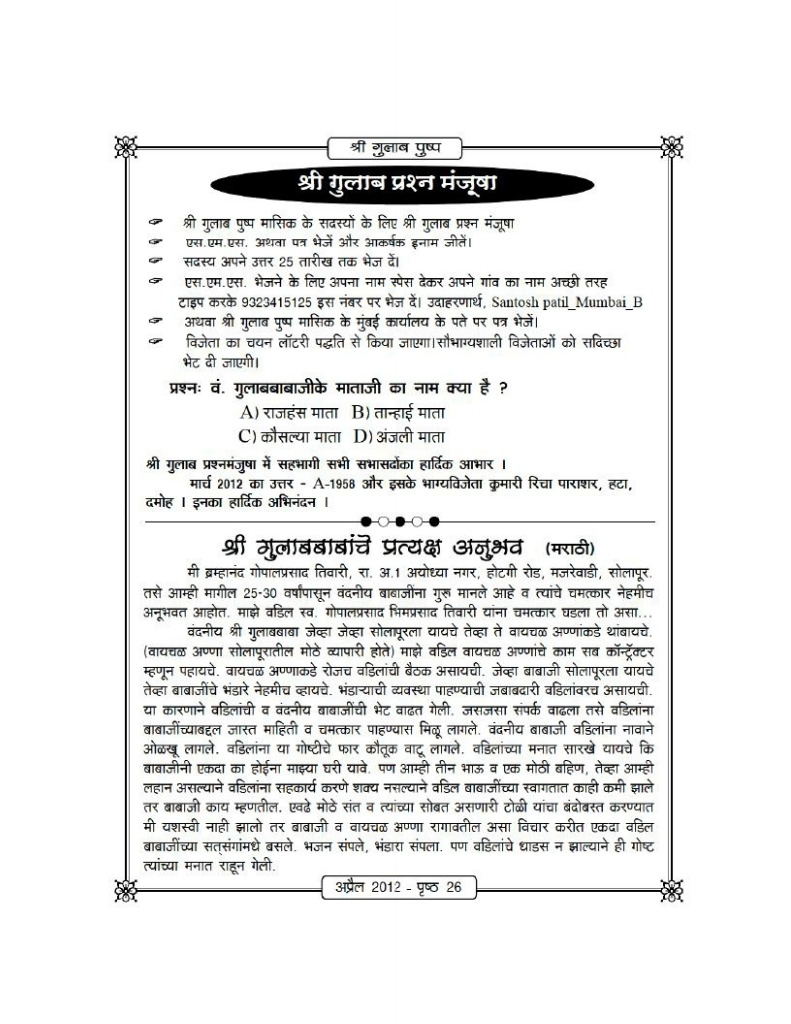 श्री गुलाब पुष्प
श्री गुलाब प्रश्न मंजूषा
श्री गुलाब पुष्प मासिक के सदस्यों के लिए श्री गुलाब प्रश्न मंजूषा
एस.एम.एस. अथवा पत्र भेजें और आकर्षक इनाम जीतें।
सदस्य अपने उत्तर 25 तारीख तक भेज दें।
एस.एम.एस. भेजने के लिए अपना नाम स्पेस देकर अपने गांव का नाम अच्छी तरह
टाइप करके 9323415125 इस नंबर पर भेज दें। उदाहरणार्थ, Santosh patil_Mumbai_B
अथवा श्री गुलाब पुष्प मासिक के मुंबई कार्यालय के पते पर पत्र भेजें।
विजेता का चयन लॉटरी पद्धति से किया जाएगा।सौभाग्यशाली विजेताओं को सदिच्छा
भेट दी जाएगी।
प्रश्नः वं. गुलाबबाबाजीके माताजी का नाम क्या है ?
A) राजहंस माता B) तान्हाई माता
C) कौसल्या माता D) अंजली माता
श्री गुलाब प्रश्नमंजुषा में सहभागी सभी सभासदोंका हार्दिक आभार ।
मार्च 2012 का उत्तर - A-1958 और इसके भाग्यविजेता कुमारी रिचा पाराशर, हटा,
दमोह । इनका हार्दिक अभिनंदन ।
श्री गुलाबबाबांचे प्रत्यक्ष अनुभव (मराठी)
मी ब्रम्हानंद गोपालप्रसाद तिवारी, रा. अ.1 अयोध्या नगर, होटगी रोड, मजरेवाडी, सोलापूर.
तसे आम्ही मागील 25-30 वर्षांपासून वंदनीय बाबाजींना गुरू मानले आहे व त्यांचे चमत्कार नेहमीच
अनूभवत आहोत. माझे वडिल स्व. गोपालप्रसाद भिमप्रसाद तिवारी यांना चमत्कार घडला तो असा...
वंदनीय श्री गुलाबबाबा जेव्हा जेव्हा सोलापूरला यायचे तेव्हा ते वायचळ अण्णांकडे थांबायचे.
(वायचळ अण्णा सोलापूरातील मोठे व्यापारी होते) माझे वडिल वायचळ अण्णांचे काम सब कॉन्ट्रॅक्टर
म्हणून पहायचे. वायचळ अण्णाकडे रोजच वडिलांची बैठक असायची. जेव्हा बाबाजी सोलापूरला यायचे
तेव्हा बाबाजींचे भंडारे नेहमीच व्हायचे. भंडाऱ्याची व्यवस्था पाहण्याची जबाबदारी वडिलांवरच असायची.
या कारणाने वडिलांची व वंदनीय बाबाजींची भेट वाढत गेली. जसजसा संपर्क वाढला तसे वडिलांना
बाबाजींच्याबद्दल जास्त माहिती व चमत्कार पाहण्यास मिळू लागले. वंदनीय बाबाजी वडिलांना नावाने
ओळखू लागले. वडिलांना या गोष्टीचे फार कौतूक वाटू लागले. वडिलांच्या मनात सारखे यायचे कि
बाबाजीनी एकदा का होईना माझ्या घरी यावे. पण आम्ही तीन भाऊ व एक मोठी बहिण, तेव्हा आम्ही
लहान असल्याने वडिलांना सहकार्य करणे शक्य नसल्याने वडिल बाबाजींच्या स्वागतात काही कमी झाले
तर बाबाजी काय म्हणतील. एवढे मोठे संत व त्यांच्या सोबत असणारी टोळी यांचा बंदोबस्त करण्यात
मी यशस्वी नाही झालो तर बाबाजी व वायचळ अण्णा रागावतील असा विचार करीत एकदा वडिल
बाबाजींच्या सत्‌संगांमधे बसले. भजन संपले, भंडारा संपला. पण वडिलांचे धाडस न झाल्याने ही गोष्ट
त्यांच्या मनात राहून गेली.
अप्रैल 2012 - पृष्ठ 26